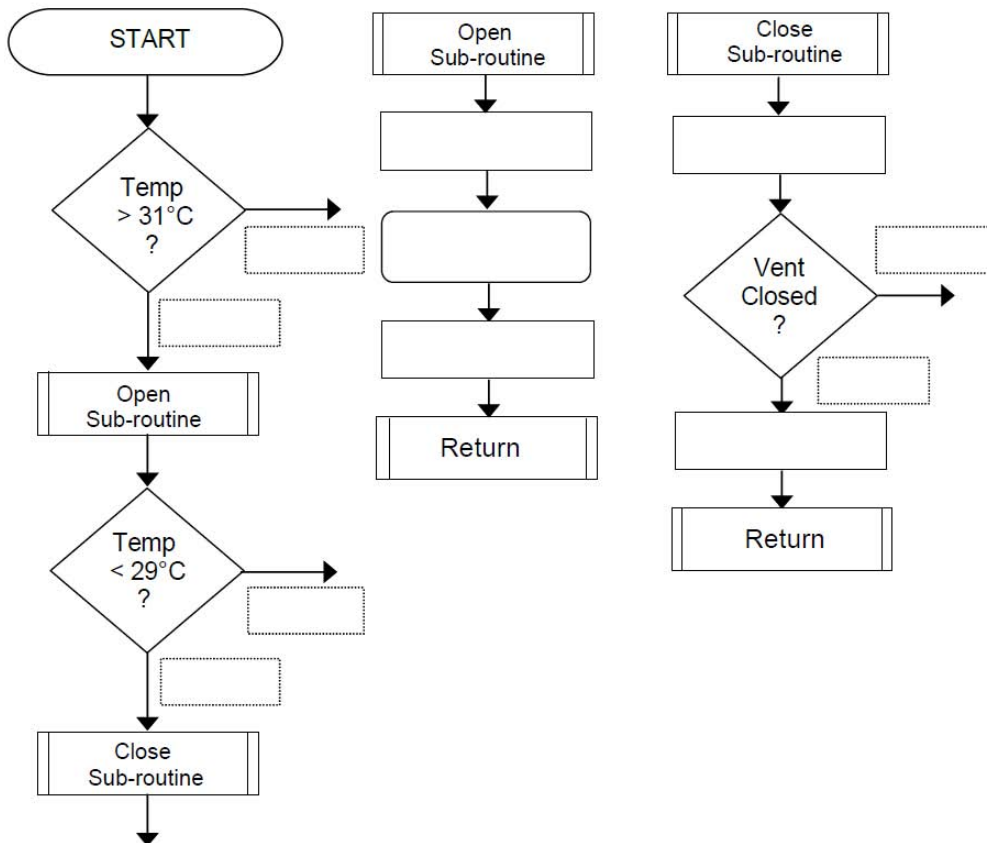 START
Temp
> 31°C
?
Open
Sub-routine
Temp
< 29°C
?
Close
Sub-routine
Open
Sub-routine
Return
Close
Sub-routine
Vent
Closed
?
Return